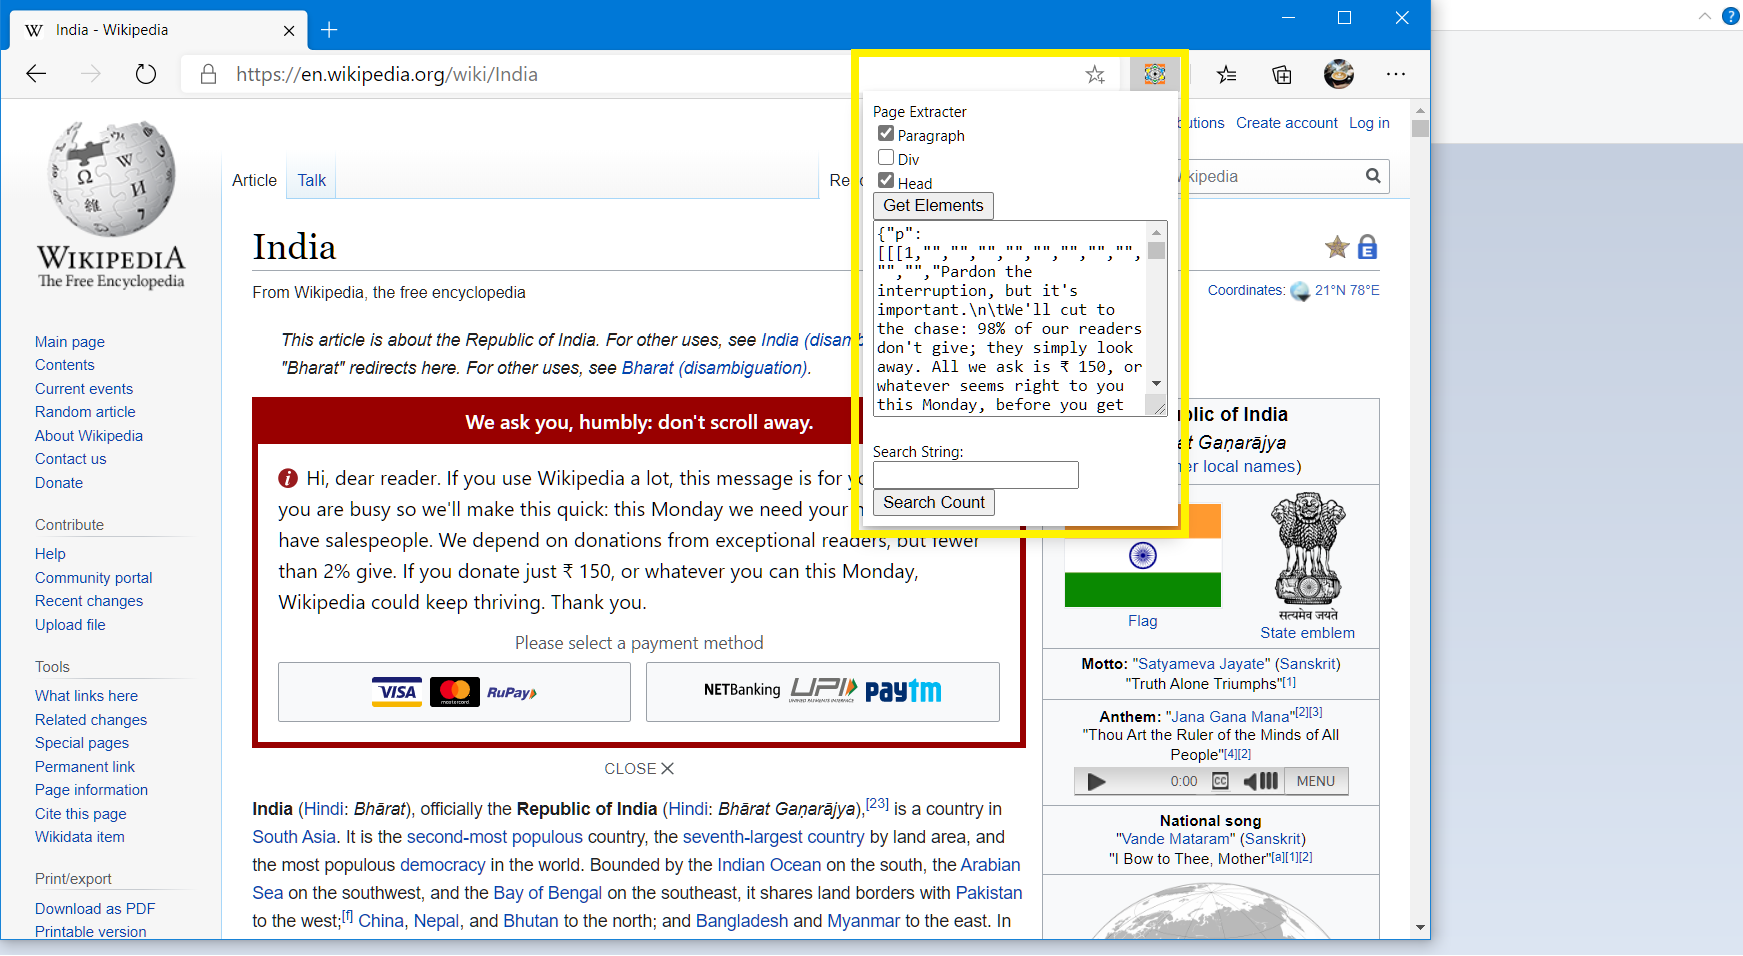 India - Wikipedia
https://en.wikipedia.org/wiki/India
Page Extracter
Paragraph
Div
Head
Get Elements
{"p":
[[[1,"","","","","","","","",
"","","Pardon the
interruption, but it's
important.\n\tWe'll cut to
the chase: 98% of our readers
don't give; they simply look
away. All we ask is ₹ 150, or
whatever seems right to you
this Monday, before you get
Search String:
Search Count
Create account Log in
WIKIPEDIA
The Free Encyclopedia
Main page
Contents
Current events
Random article
About Wikipedia
Contact us
Donate
Contribute
Help
Community portal
Recent changes
Upload file
Tools
What links here
Related changes
Special pages
Permanent link
Page information
Cite this page
Wikidata item
Print/export
Download as PDF
Printable version
Article Talk
India
From Wikipedia, the free encyclopedia
Coordinates: 21°N 78°E
This article is about the Republic of India. For other uses, see India
"Bharat" redirects here. For other uses, see Bharat (disambiguation).
We ask you, humbly: don't scroll away.
Hi, dear reader. If you use Wikipedia a lot, this message is for
you are busy so we'll make this quick: this Monday we need your
have salespeople. We depend on donations from exceptional readers, but fewer
than 2% give. If you donate just ₹ 150, or whatever you can this Monday,
Wikipedia could keep thriving. Thank you.
Please select a payment method
VISA mastercard RuPay NETBanking UPI paytm
CLOSE
India (Hindi: Bhārat), officially the Republic of India (Hindi: Bhārat Gaṇarājya),[23] is a country in
South Asia. It is the second-most populous country, the seventh-largest country by land area, and
the most populous democracy in the world. Bounded by the Indian Ocean on the south, the Arabian
Sea on the southwest, and the Bay of Bengal on the southeast, it shares land borders with Pakistan
to the west;[f] China, Nepal, and Bhutan to the north; and Bangladesh and Myanmar to the east. In
of India
Gaṇarājya
local names)
सत्यमेव जयते
Flag
State emblem
Motto: "Satyameva Jayate" (Sanskrit)
"Truth Alone Triumphs"[1]
Anthem: "Jana Gana Mana"[2][3]
"Thou Art the Ruler of the Minds of All
People"[4][2]
0:00 CC MENU
National song
"Vande Mataram" (Sanskrit)
"I Bow to Thee, Mother"[a][1][2]